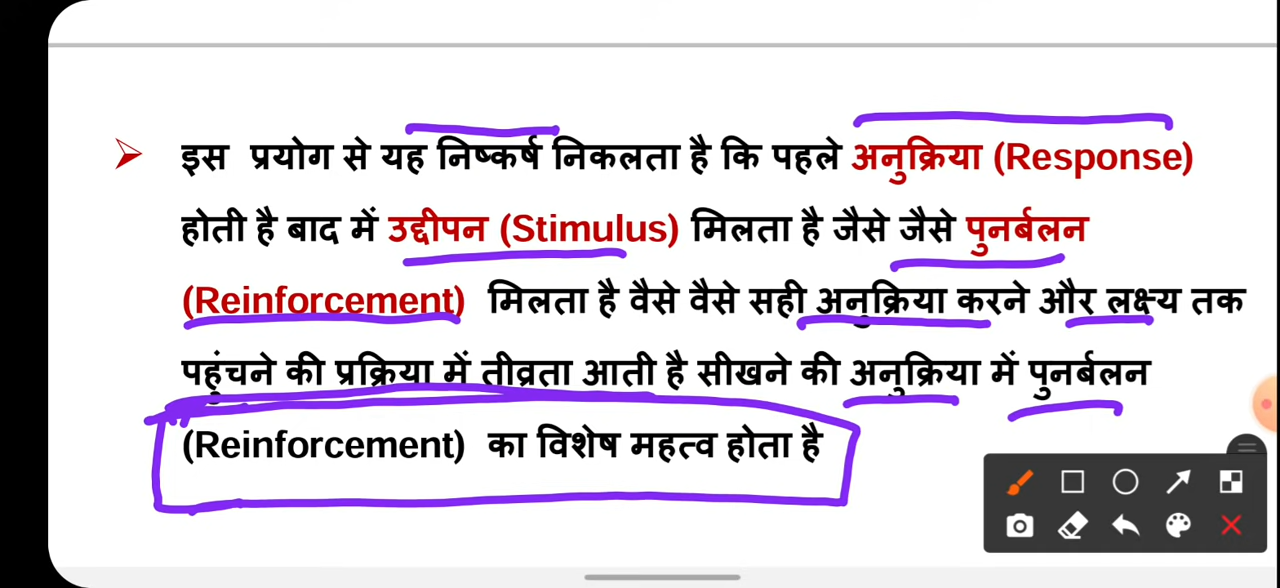 इस प्रयोग से यह निष्कर्ष निकलता है कि पहले अनुक्रिया (Response)
होती है बाद में उद्दीपन (Stimulus) मिलता है जैसे जैसे पुनर्बलन
(Reinforcement) मिलता है वैसे वैसे सही अनुक्रिया करने और लक्ष्य तक
पहुंचने की प्रक्रिया में तीव्रता आती है सीखने की अनुक्रिया में पुनर्बलन
(Reinforcement) का विशेष महत्व होता है